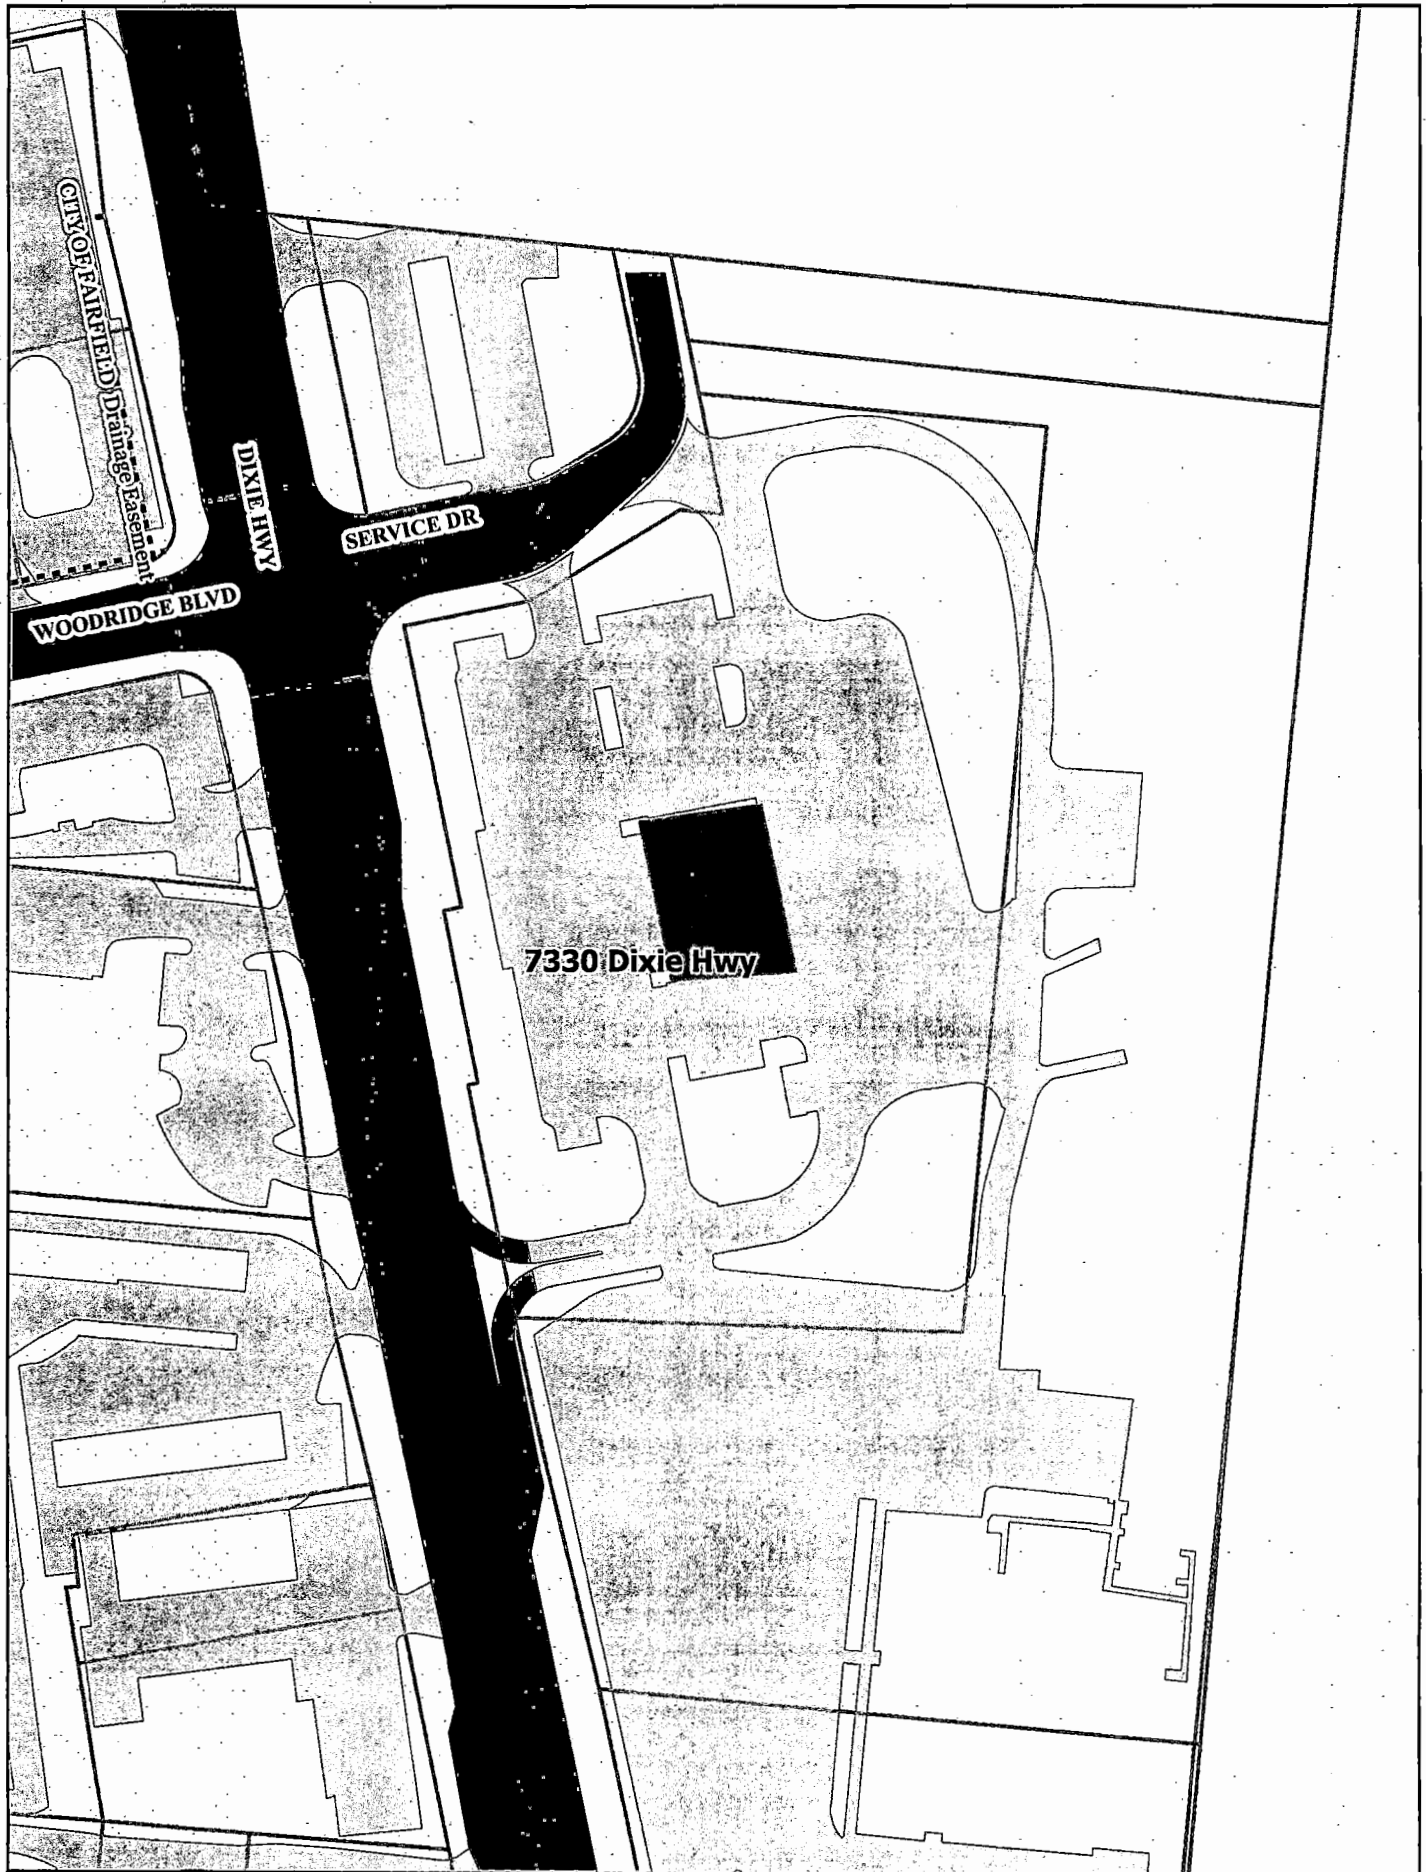 CITY OF FAIRFIELD Drainage Easement
DIXIE HWY
SERVICE DR
WOODRIDGE BLVD
7330 Dixie Hwy